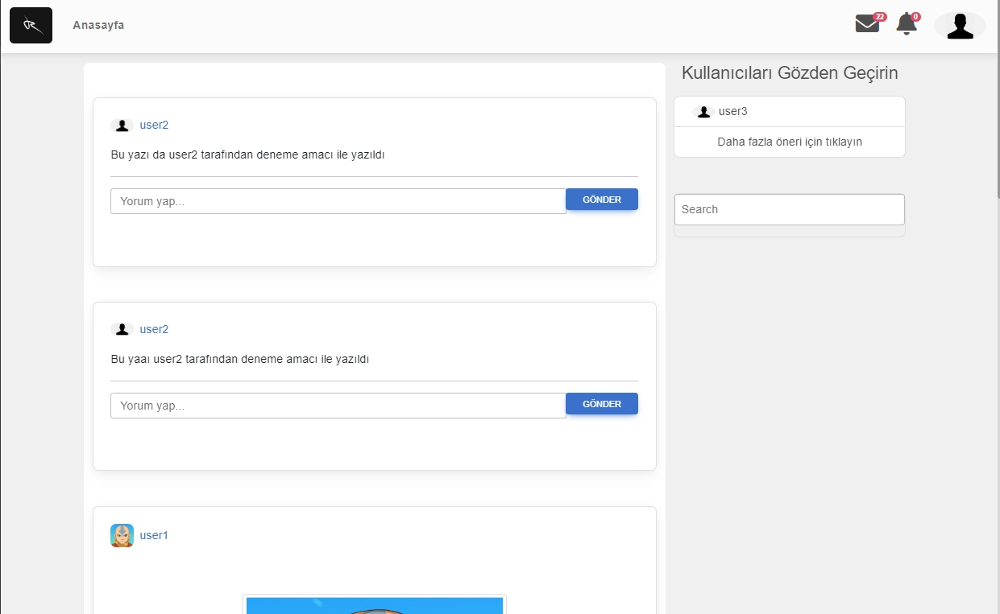 Anasayfa
22
0
user2
Bu yazı da user2 tarafından deneme amacı ile yazıldı
Yorum yap...
GÖNDER
user2
Bu yaaı user2 tarafından deneme amacı ile yazıldı
Yorum yap...
GÖNDER
user1
Kullanıcıları Gözden Geçirin
user3
Daha fazla öneri için tıklayın
Search